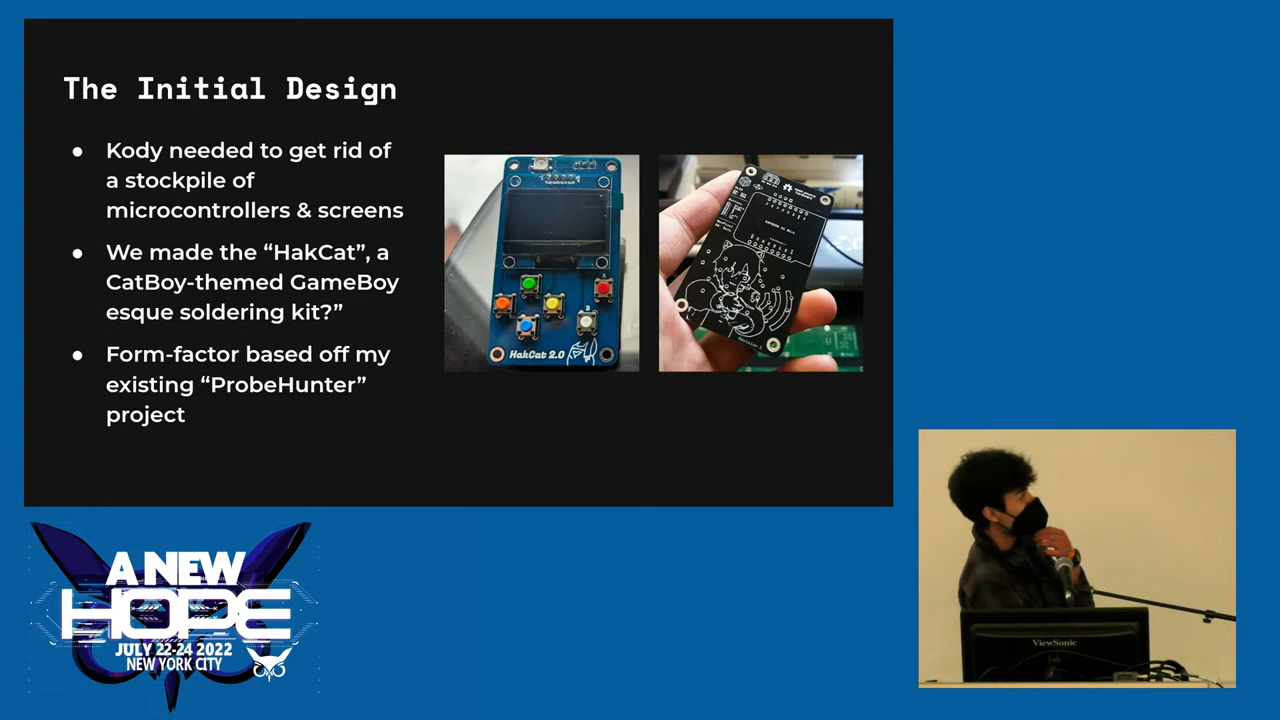 The Initial Design
● Kody needed to get rid of
a stockpile of
microcontrollers & screens
● We made the “HakCat”, a
CatBoy-themed GameBoy
esque soldering kit?”
● Form-factor based off my
existing “ProbeHunter”
project
HakCat 2.0
A NEW
HOPE
JULY 22-24 2022
NEW YORK CITY
ViewSonic